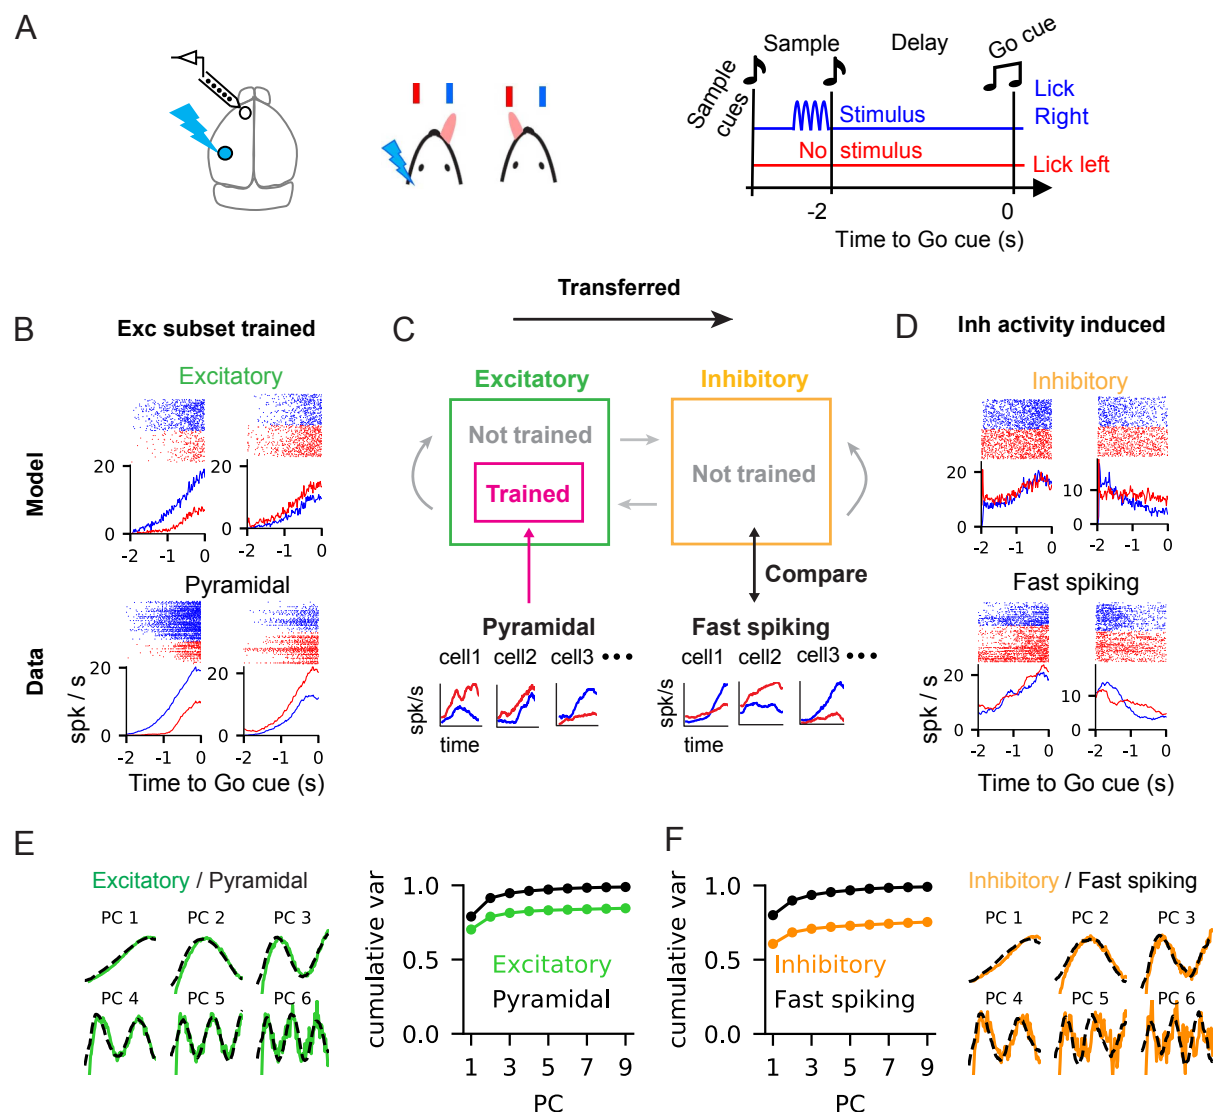 A
Sample
Delay
Go cue
Sample cues
Stimulus
Lick Right
No stimulus
Lick left
-2
0
Time to Go cue (s)
Transferred
B
Exc subset trained
C
D
Inh activity induced
Excitatory
Excitatory
Inhibitory
Inhibitory
Model
Not trained
Trained
Not trained
20
0
20
0
20
0
10
0
-2
-1
0
-2
-1
0
-2
-1
0
-2
-1
0
Pyramidal
Compare
Fast spiking
Data
Pyramidal
Fast spiking
cell1
cell2
cell3
cell1
cell2
cell3
spk / s
20
0
20
0
spk/s
time
spk/s
time
spk / s
20
0
10
0
-2
-1
0
-2
-1
0
-2
-1
0
-2
-1
0
Time to Go cue (s)
Time to Go cue (s)
E
Excitatory / Pyramidal
PC 1
PC 2
PC 3
PC 4
PC 5
PC 6
cumulative var
1.0
0.5
0.0
Excitatory
Pyramidal
1
3
5
7
9
PC
F
cumulative var
1.0
0.5
0.0
Inhibitory
Fast spiking
1
3
5
7
9
PC
Inhibitory / Fast spiking
PC 1
PC 2
PC 3
PC 4
PC 5
PC 6